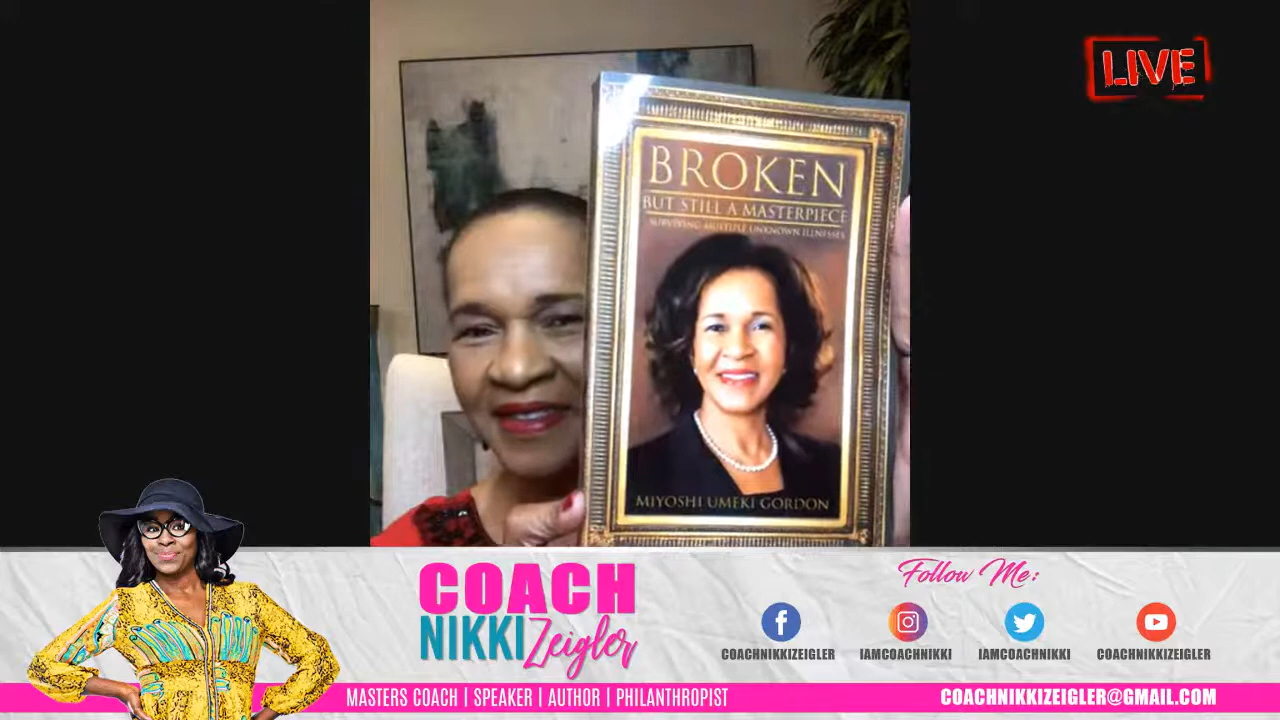 LIVE
BROKEN
BUT STILL A MASTERPIECE
SURVIVING MULTIPLE UNKNOWN ILLNESSES
MIYOSHI UMEKI GORDON
COACH
NIKKI Zeigler
Follow Me:
COACHNIKKIZEIGLER
IAMCOACHNIKKI
IAMCOACHNIKKI
COACHNIKKIZEIGLER
MASTERS COACH | SPEAKER | AUTHOR | PHILANTHROPIST
COACHNIKKIZEIGLER@GMAIL.COM